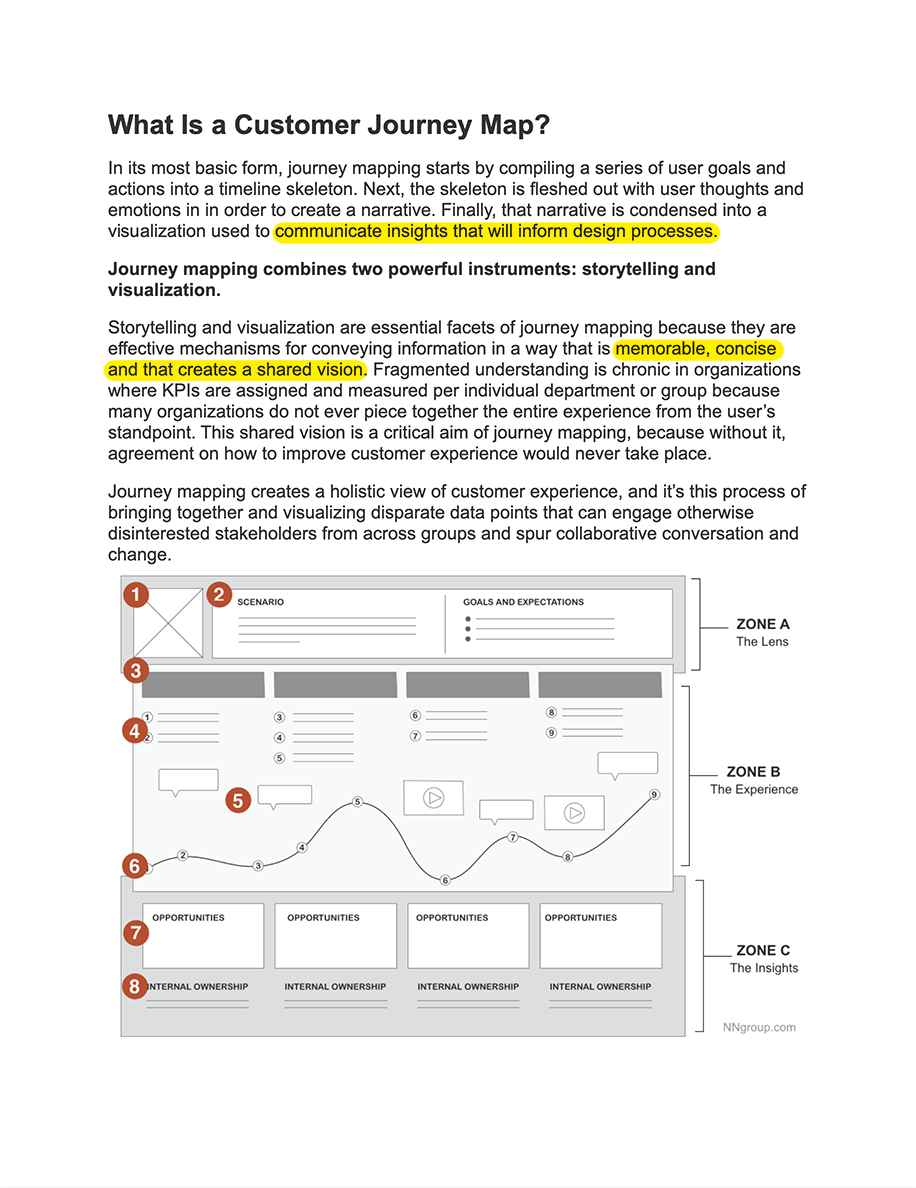 What Is a Customer Journey Map?
In its most basic form, journey mapping starts by compiling a series of user goals and
actions into a timeline skeleton. Next, the skeleton is fleshed out with user thoughts and
emotions in in order to create a narrative. Finally, that narrative is condensed into a
visualization used to communicate insights that will inform design processes.
Journey mapping combines two powerful instruments: storytelling and
visualization.
Storytelling and visualization are essential facets of journey mapping because they are
effective mechanisms for conveying information in a way that is memorable, concise
and that creates a shared vision. Fragmented understanding is chronic in organizations
where KPIs are assigned and measured per individual department or group because
many organizations do not ever piece together the entire experience from the user’s
standpoint. This shared vision is a critical aim of journey mapping, because without it,
agreement on how to improve customer experience would never take place.
Journey mapping creates a holistic view of customer experience, and it’s this process of
bringing together and visualizing disparate data points that can engage otherwise
disinterested stakeholders from across groups and spur collaborative conversation and
change.
1
2
SCENARIO
GOALS AND EXPECTATIONS
ZONE A
The Lens
3
4
1
2
3
4
5
6
7
8
9
5
6
2
3
4
5
6
7
8
9
ZONE B
The Experience
7
OPPORTUNITIES
OPPORTUNITIES
OPPORTUNITIES
OPPORTUNITIES
8
INTERNAL OWNERSHIP
INTERNAL OWNERSHIP
INTERNAL OWNERSHIP
INTERNAL OWNERSHIP
ZONE C
The Insights
NNgroup.com